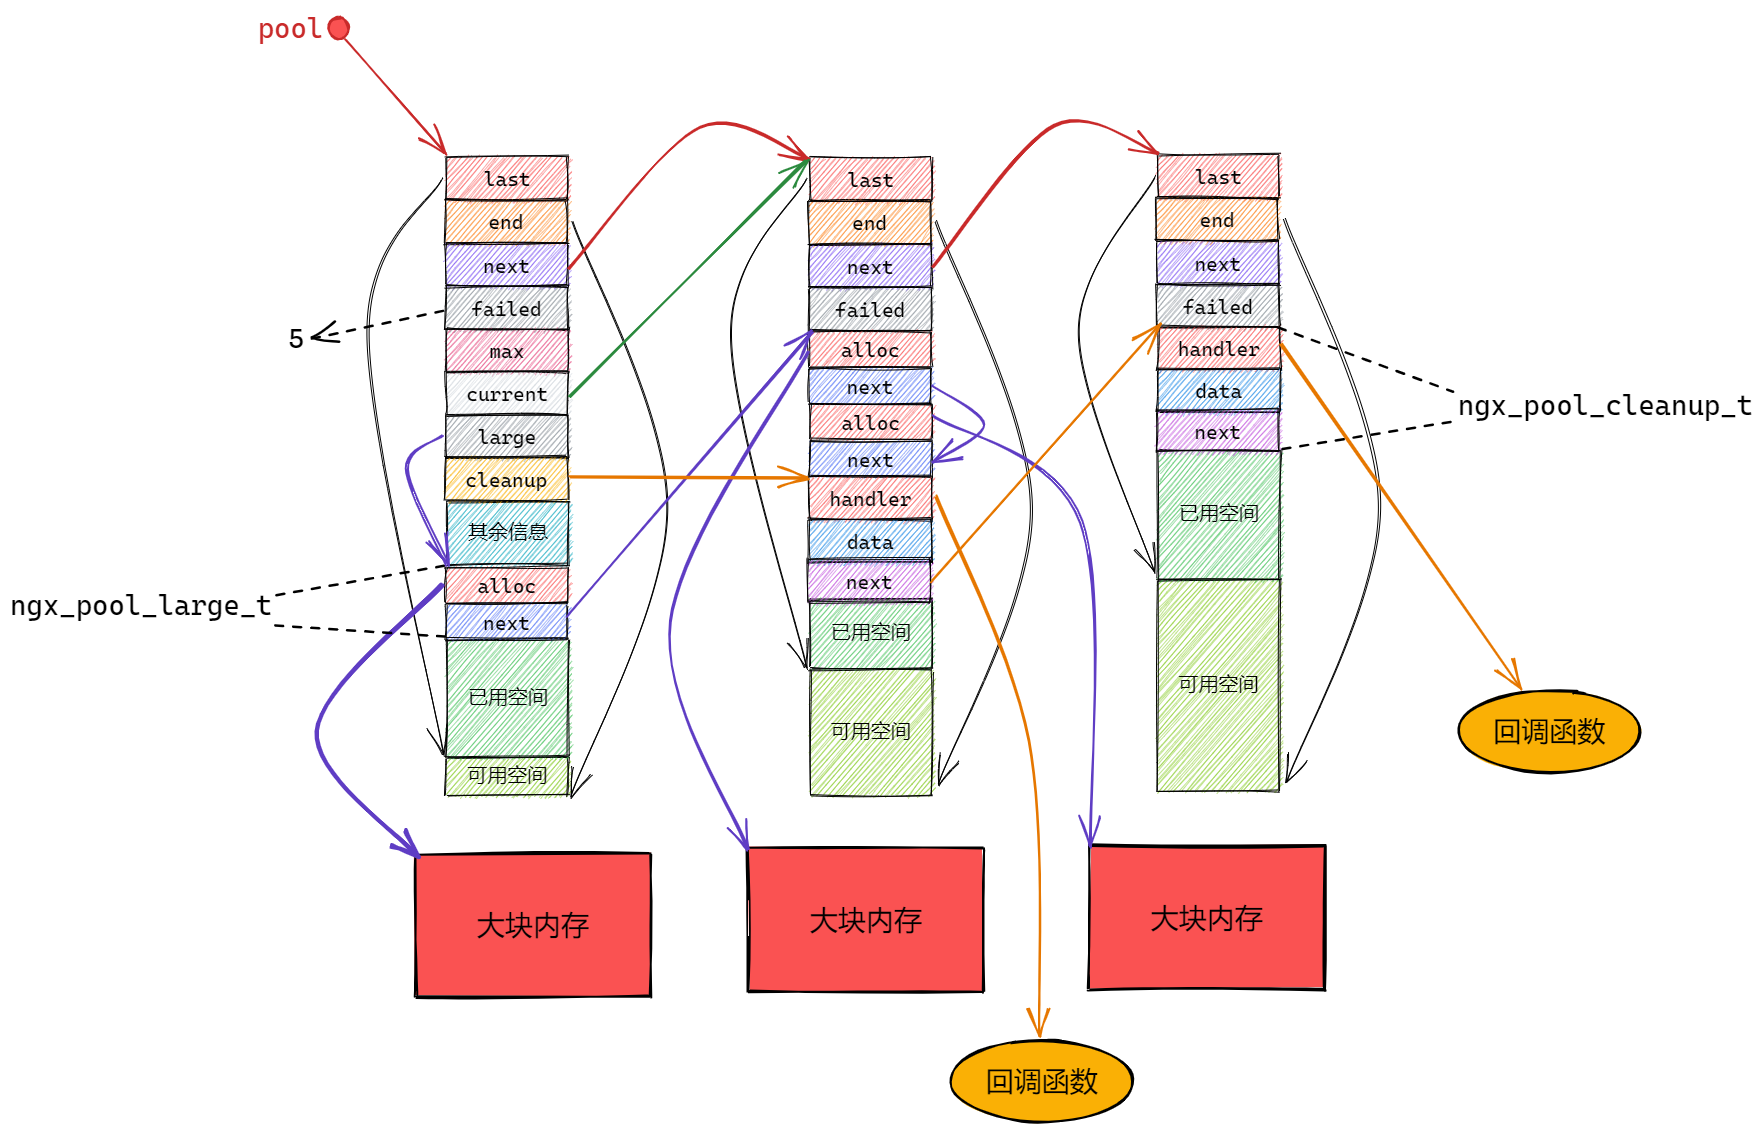 pool
last
end
next
failed
max
current
large
cleanup
其余信息
alloc
next
已用空间
可用空间
5
ngx_pool_large_t
last
end
next
failed
alloc
next
alloc
next
handler
data
next
已用空间
可用空间
last
end
next
failed
handler
data
next
已用空间
可用空间
ngx_pool_cleanup_t
回调函数
大块内存
大块内存
大块内存
回调函数